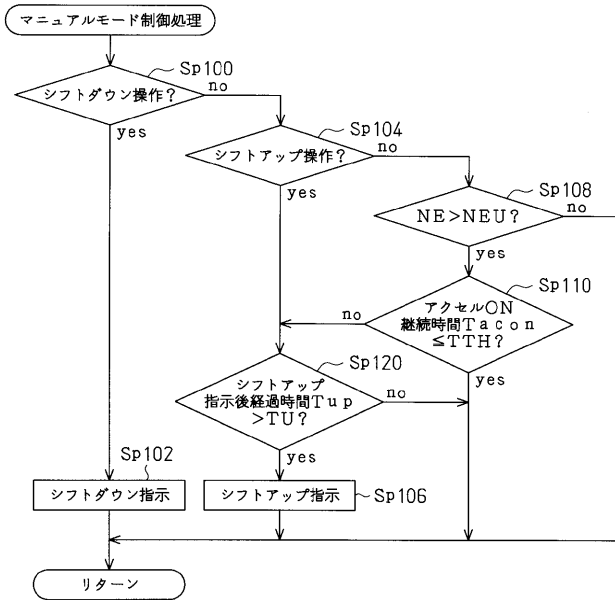 マニュアルモード制御処理
Sp100
シフトダウン操作?
no
yes
Sp104
シフトアップ操作?
no
yes
Sp108
NE>NEU?
no
yes
Sp110
アクセルON
継続時間Tacon
≦TTH?
no
yes
Sp120
シフトアップ
指示後経過時間Tup
>TU?
no
yes
Sp102
シフトダウン指示
シフトアップ指示
Sp106
リターン